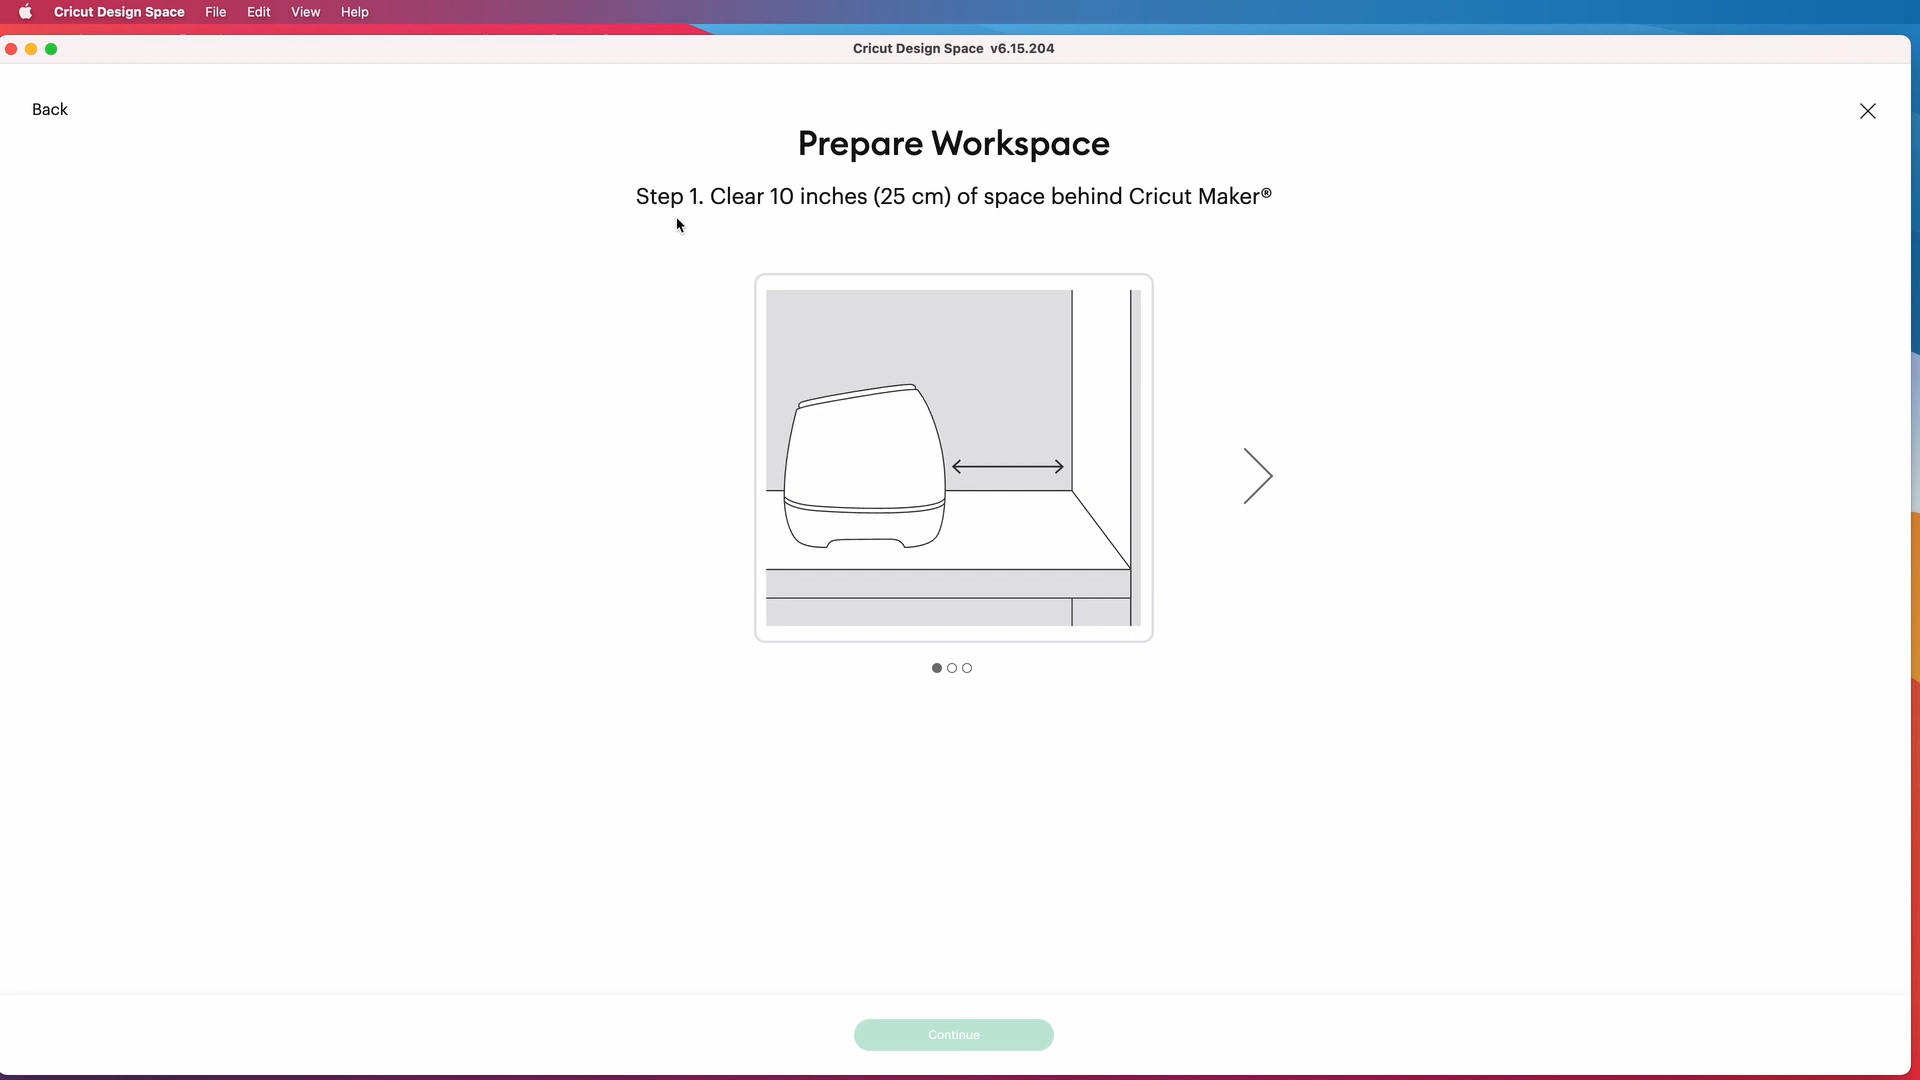 Cricut Design Space File Edit View Help
Cricut Design Space v6.15.204
Back
Prepare Workspace
Step 1. Clear 10 inches (25 cm) of space behind Cricut Maker®
Continue